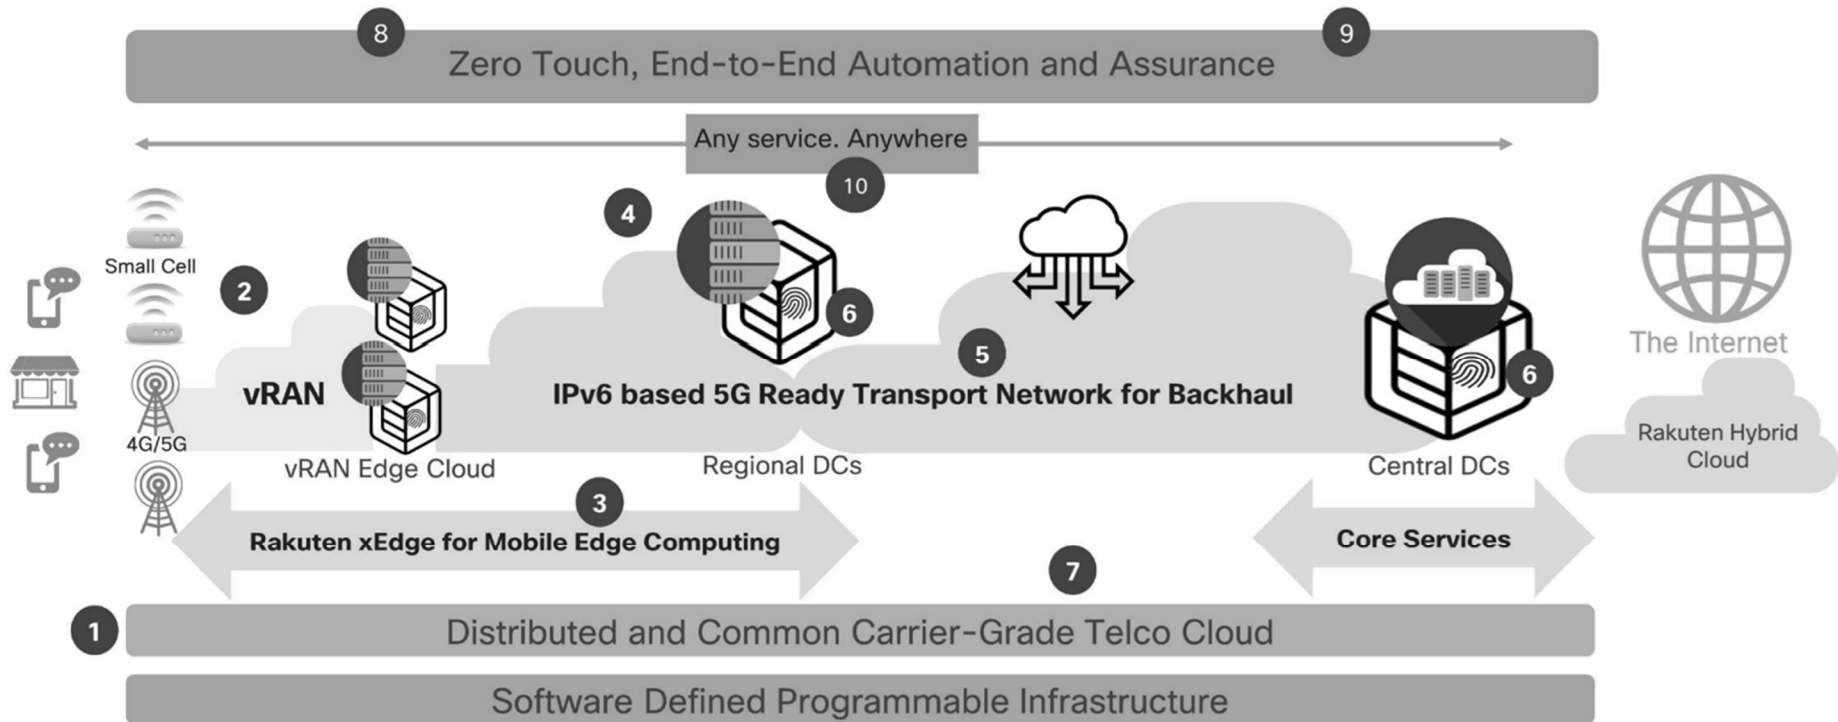 8
9
Zero Touch, End-to-End Automation and Assurance
Any service. Anywhere
10
4
Small Cell
2
6
The Internet
5
6
vRAN
IPv6 based 5G Ready Transport Network for Backhaul
4G/5G
Rakuten Hybrid
Cloud
vRAN Edge Cloud
Regional DCs
Central DCs
3
Rakuten xEdge for Mobile Edge Computing
Core Services
7
1
Distributed and Common Carrier-Grade Telco Cloud
Software Defined Programmable Infrastructure